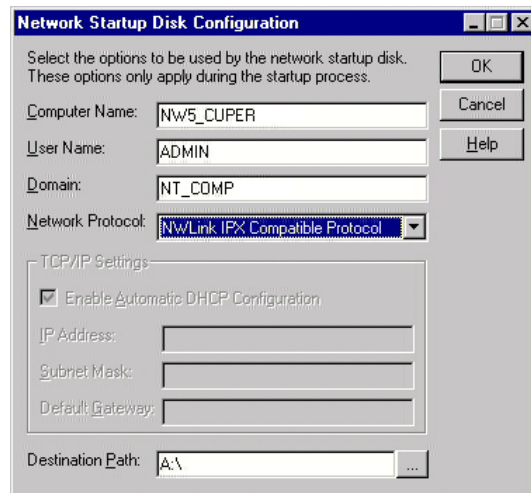 Network Startup Disk Configuration
Select the options to be used by the network startup disk.
These options only apply during the startup process.
OK
Cancel
Help
Computer Name: NW5_CUPER
User Name: ADMIN
Domain: NT_COMP
Network Protocol: NWLink IPX Compatible Protocol
TCP/IP Settings
Enable Automatic DHCP Configuration
IP Address:
Subnet Mask:
Default Gateway:
Destination Path: A:\ ...